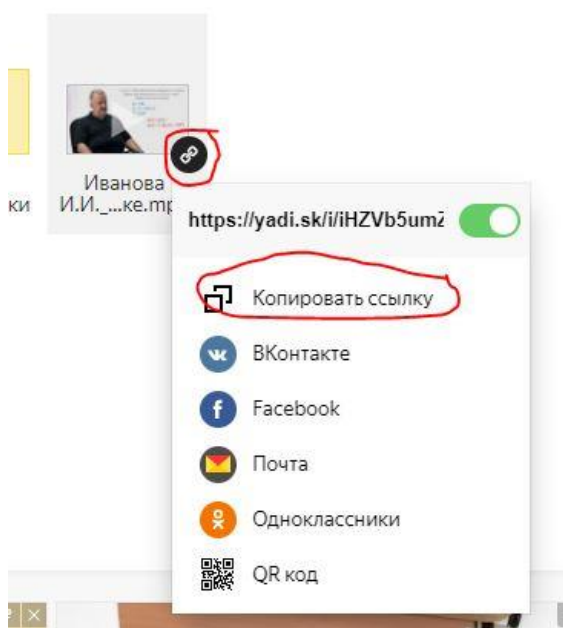 ки
Иванова
И.И._...ке.mp
https://yadi.sk/i/iHZVb5umZ
Копировать ссылку
ВКонтакте
Facebook
Почта
Одноклассники
QR код